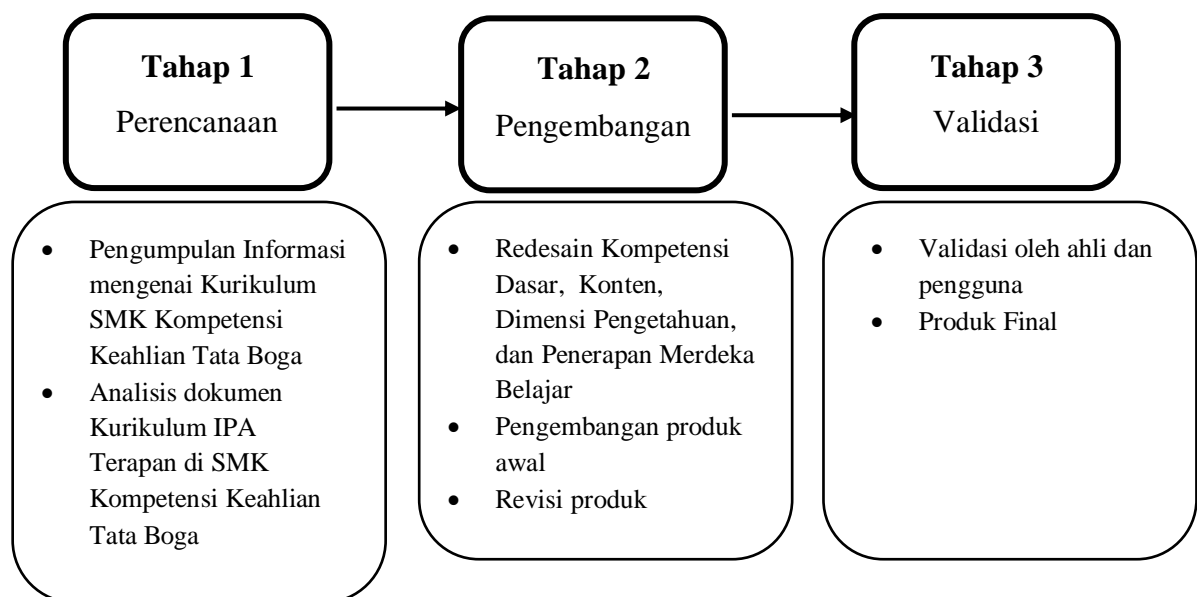 Tahap 1
Perencanaan
Tahap 2
Pengembangan
Tahap 3
Validasi
• Pengumpulan Informasi
mengenai Kurikulum
SMK Kompetensi
Keahlian Tata Boga
• Analisis dokumen
Kurikulum IPA
Terapan di SMK
Kompetensi Keahlian
Tata Boga
• Redesain Kompetensi
Dasar, Konten,
Dimensi Pengetahuan,
dan Penerapan Merdeka
Belajar
• Pengembangan produk
awal
• Revisi produk
• Validasi oleh ahli dan
pengguna
• Produk Final